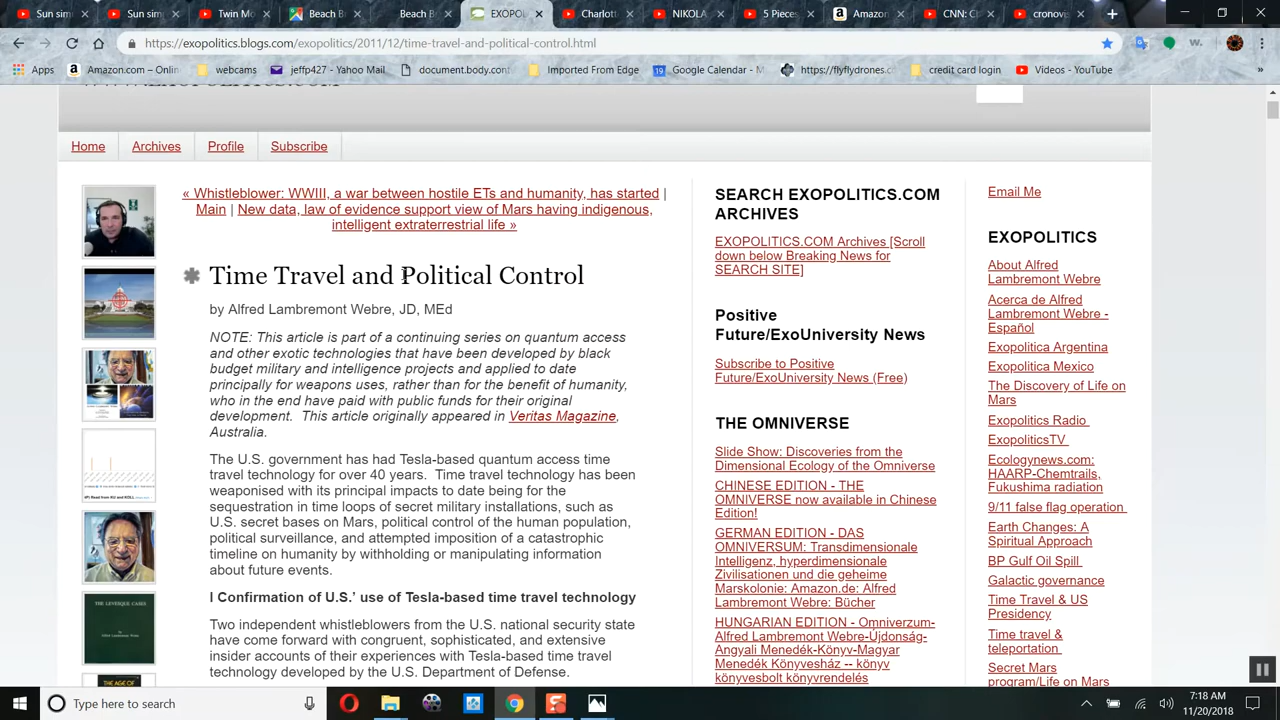 EXOPOL
Time Tra
Red Sk
Charlott
NIKOLA
5 Piece
Amazon
CNN: C
https://exopolitics.blogs.com/exopolitics/2011/12/time-travel-and-political-control.html
Apps
Amazon.com – Onlin
webcams
jeffp427 - Yahoo Mail
document.body.con
Imported From Edge
Google Calendar - M
https://flyflydrones.c
credit card login
Videos - YouTube
Home
Archives
Profile
Subscribe
« Whistleblower: WWIII, a war between hostile ETs and humanity, has started |
Main | New data, law of evidence support view of Mars having indigenous,
intelligent extraterrestrial life »
Time Travel and Political Control
by Alfred Lambremont Webre, JD, MEd
NOTE: This article is part of a continuing series on quantum access
and other exotic technologies that have been developed by black
budget military and intelligence projects and applied to date
principally for weapons uses, rather than for the benefit of humanity,
who in the end have paid with public funds for their original
development.  This article originally appeared in Veritas Magazine,
Australia.
The U.S. government has had Tesla-based quantum access time
travel technology for over 40 years.  Time travel technology has been
weaponised with its principal impacts to data being for the
sequestration in time loops of secret military installations, such as
U.S. secret bases on Mars, political control of the human population,
political surveillance, and attempted imposition of a catastrophic
timeline on humanity by withholding or manipulating information
about future events.
I Confirmation of U.S.’ use of Tesla-based time travel technology
Two independent whistleblowers from the U.S. national security state
have come forward with congruent, sophisticated, and extensive
insider accounts of their experiences with Tesla-based time travel
technology developed by the U.S. Department of Defense.
SEARCH EXOPOLITICS.COM
ARCHIVES
EXOPOLITICS.COM Archives [Scroll
down below Breaking News for
SEARCH SITE]
Positive
Future/ExoUniversity News
Subscribe to Positive
Future/ExoUniversity News (Free)
THE OMNIVERSE
Slide Show: Discoveries from the
Dimensional Ecology of the Omniverse
CHINESE EDITION - THE
OMNIVERSE now available in Chinese
Edition!
GERMAN EDITION - DAS
OMNIVERSUM: Transdimensionale
Intelligenz, hyperdimensionale
Zivilisationen und die geheime
Marskolonie: Amazon.de: Alfred
Lambremont Webre: Bücher
HUNGARIAN EDITION - Omniverzum-
Alfred Lambremont Webre-Újdonság-
Angyali Menedék-Könyv-Magyar
Menedék Könyvesház -- könyv
könyvesbolt könyvrendelés
Email Me
EXOPOLITICS
About Alfred
Lambremont Webre
Acerca de Alfred
Lambremont Webre -
Español
Exopolitica Argentina
Exopolitica Mexico
The Discovery of Life on
Mars
Exopolitics Radio
ExopoliticsTV
Ecologynews.com:
HAARP-Chemtrails,
Fukushima radiation
9/11 false flag operation
Earth Changes: A
Spiritual Approach
BP Gulf Oil Spill
Galactic governance
Time Travel & US
Presidency
Time travel &
teleportation
Secret Mars
program/Life on Mars
THE LEVESQUE CASES
THE AGE OF
Type here to search
7:18 AM
11/20/2018